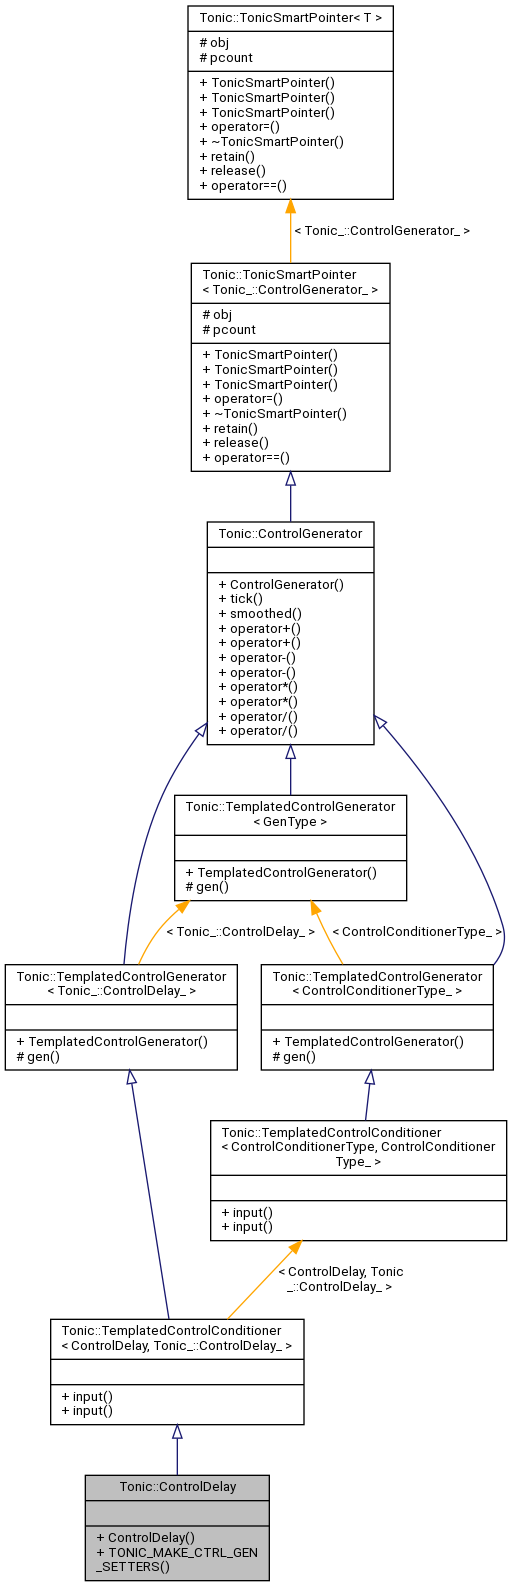 Tonic::TonicSmartPointer< T >
# obj
# pcount
+ TonicSmartPointer()
+ TonicSmartPointer()
+ TonicSmartPointer()
+ operator=()
+ ~TonicSmartPointer()
+ retain()
+ release()
+ operator==()
< Tonic_::ControlGenerator_ >
Tonic::TonicSmartPointer
< Tonic_::ControlGenerator_ >
# obj
# pcount
+ TonicSmartPointer()
+ TonicSmartPointer()
+ TonicSmartPointer()
+ operator=()
+ ~TonicSmartPointer()
+ retain()
+ release()
+ operator==()
Tonic::ControlGenerator
+ ControlGenerator()
+ tick()
+ smoothed()
+ operator+()
+ operator+()
+ operator-()
+ operator-()
+ operator*()
+ operator*()
+ operator/()
+ operator/()
Tonic::TemplatedControlGenerator
< GenType >
+ TemplatedControlGenerator()
# gen()
< Tonic_::ControlDelay_ >
< ControlConditionerType_ >
Tonic::TemplatedControlGenerator
< Tonic_::ControlDelay_ >
+ TemplatedControlGenerator()
# gen()
Tonic::TemplatedControlGenerator
< ControlConditionerType_ >
+ TemplatedControlGenerator()
# gen()
Tonic::TemplatedControlConditioner
< ControlConditionerType, ControlConditioner
Type_ >
+ input()
+ input()
< ControlDelay, Tonic
_::ControlDelay_ >
Tonic::TemplatedControlConditioner
< ControlDelay, Tonic_::ControlDelay_ >
+ input()
+ input()
Tonic::ControlDelay
+ ControlDelay()
+ TONIC_MAKE_CTRL_GEN
_SETTERS()